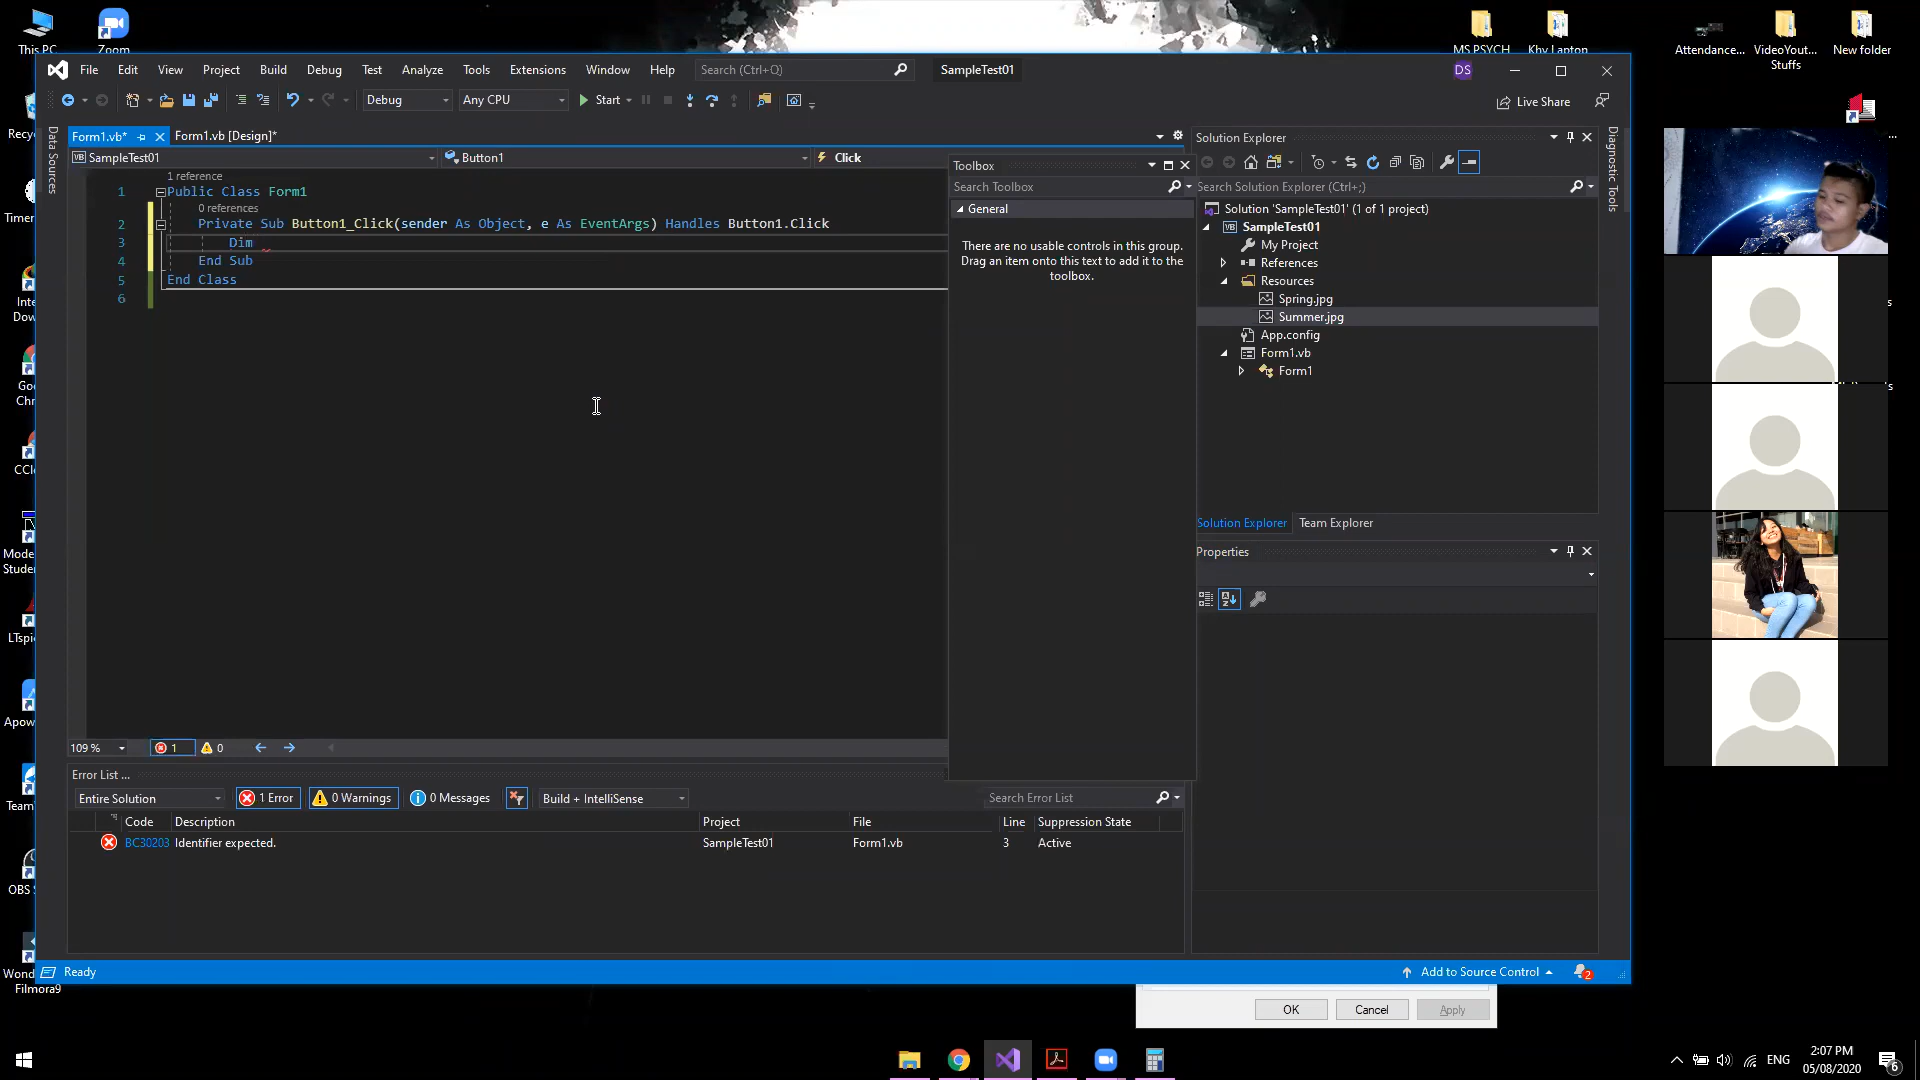 This PC
Zoom
MS PSYCH
Khy Laptop
Attendance...
VideoYout...
Stuffs
New folder
File
Edit
View
Project
Build
Debug
Test
Analyze
Tools
Extensions
Window
Help
Search (Ctrl+Q)
SampleTest01
DS
Debug
Any CPU
Start
Live Share
Form1.vb*
Form1.vb [Design]*
Data Sources
SampleTest01
Button1
Click
1 reference
1 Public Class Form1
0 references
2 Private Sub Button1_Click(sender As Object, e As EventArgs) Handles Button1.Click
3 Dim
4 End Sub
5 End Class
6
Toolbox
Search Toolbox
General
There are no usable controls in this group.
Drag an item onto this text to add it to the
toolbox.
Solution Explorer
Search Solution Explorer (Ctrl+;)
Solution 'SampleTest01' (1 of 1 project)
SampleTest01
My Project
References
Resources
Spring.jpg
Summer.jpg
App.config
Form1.vb
Form1
Solution Explorer
Team Explorer
Diagnostic Tools
Properties
109 %
1
0
Error List ...
Entire Solution
1 Error
0 Warnings
0 Messages
Build + IntelliSense
Search Error List
Code
Description
Project
File
Line
Suppression State
BC30203
Identifier expected.
SampleTest01
Form1.vb
3
Active
Ready
Add to Source Control
2
OK
Cancel
Apply
Filmora9
ENG
2:07 PM
05/08/2020
6